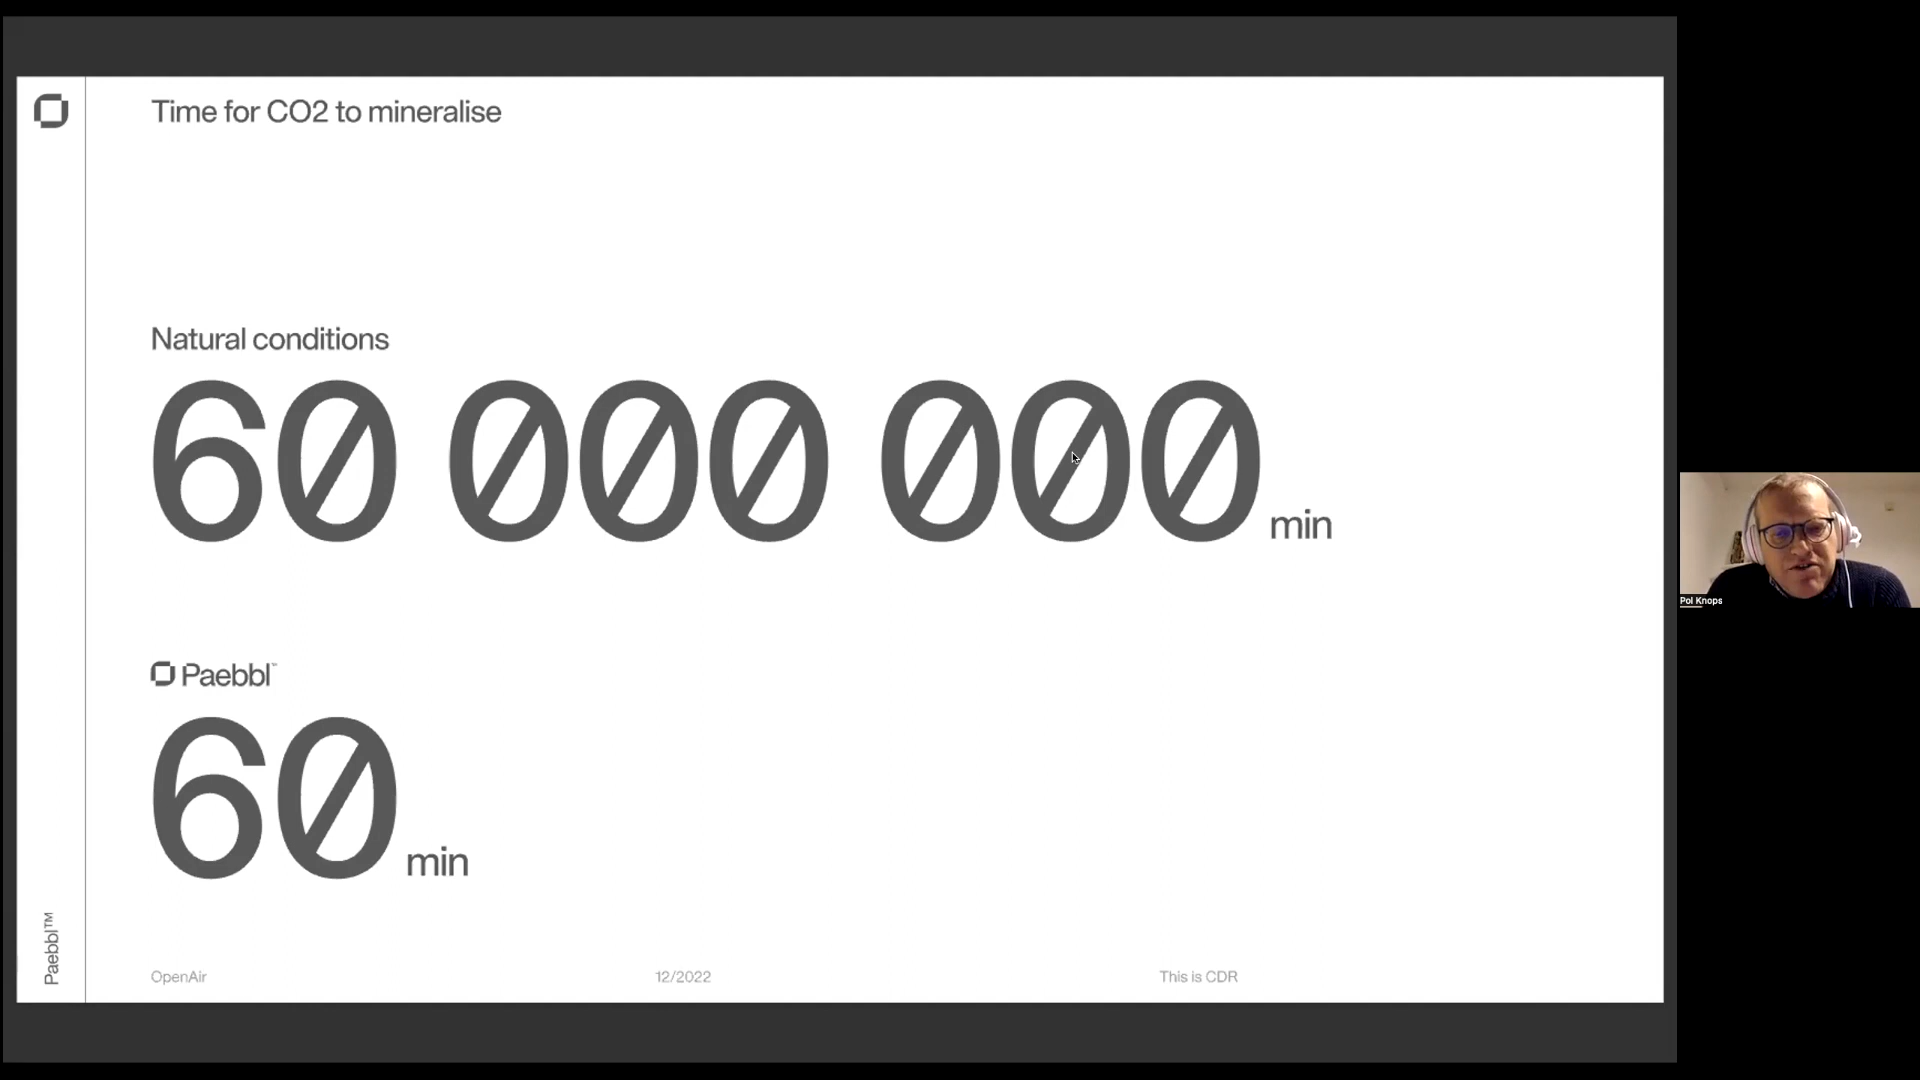 Time for CO2 to mineralise
Natural conditions
60 000 000 min
Paebbl™
60 min
Paebbl™
OpenAir
12/2022
This is CDR
Pol Knops